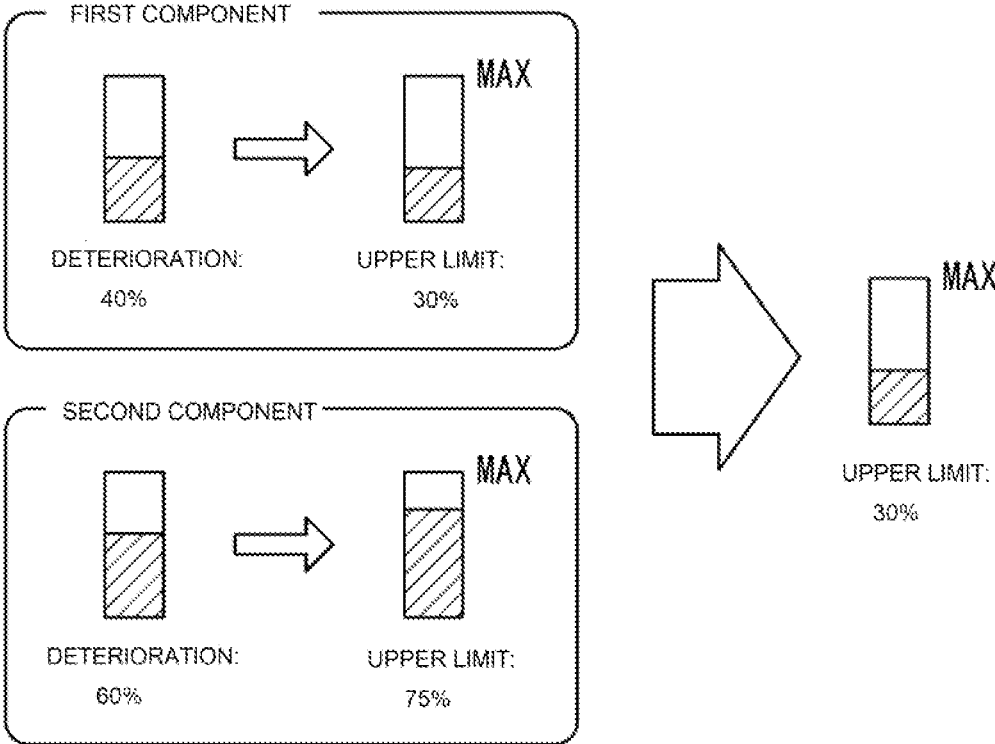 FIRST COMPONENT
MAX
DETERIORATION:
40%
UPPER LIMIT:
30%
SECOND COMPONENT
MAX
DETERIORATION:
60%
UPPER LIMIT:
75%
MAX
UPPER LIMIT:
30%